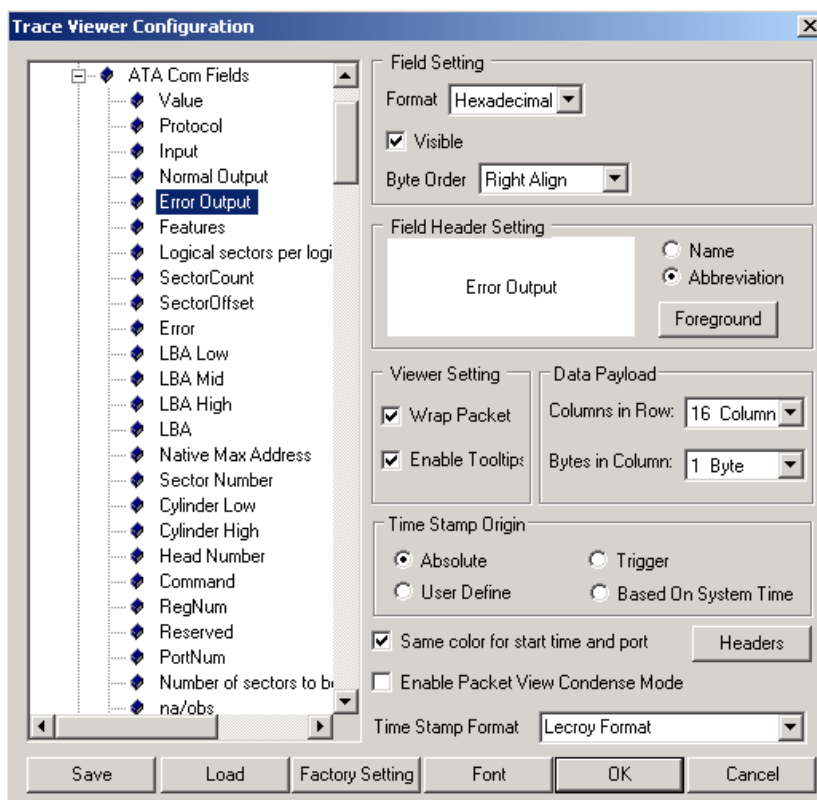 Trace Viewer Configuration
ATA Com Fields
Value
Protocol
Input
Normal Output
Error Output
Features
Logical sectors per logi
SectorCount
SectorOffset
Error
LBA Low
LBA Mid
LBA High
LBA
Native Max Address
Sector Number
Cylinder Low
Cylinder High
Head Number
Command
RegNum
Reserved
PortNum
Number of sectors to b
na/obs
Field Setting
Format Hexadecimal
Visible
Byte Order Right Align
Field Header Setting
Error Output
Name
Abbreviation
Foreground
Viewer Setting
Wrap Packet
Enable Tooltips
Data Payload
Columns in Row: 16 Column
Bytes in Column: 1 Byte
Time Stamp Origin
Absolute
Trigger
User Define
Based On System Time
Same color for start time and port
Headers
Enable Packet View Condense Mode
Time Stamp Format Lecroy Format
Save
Load
Factory Setting
Font
OK
Cancel